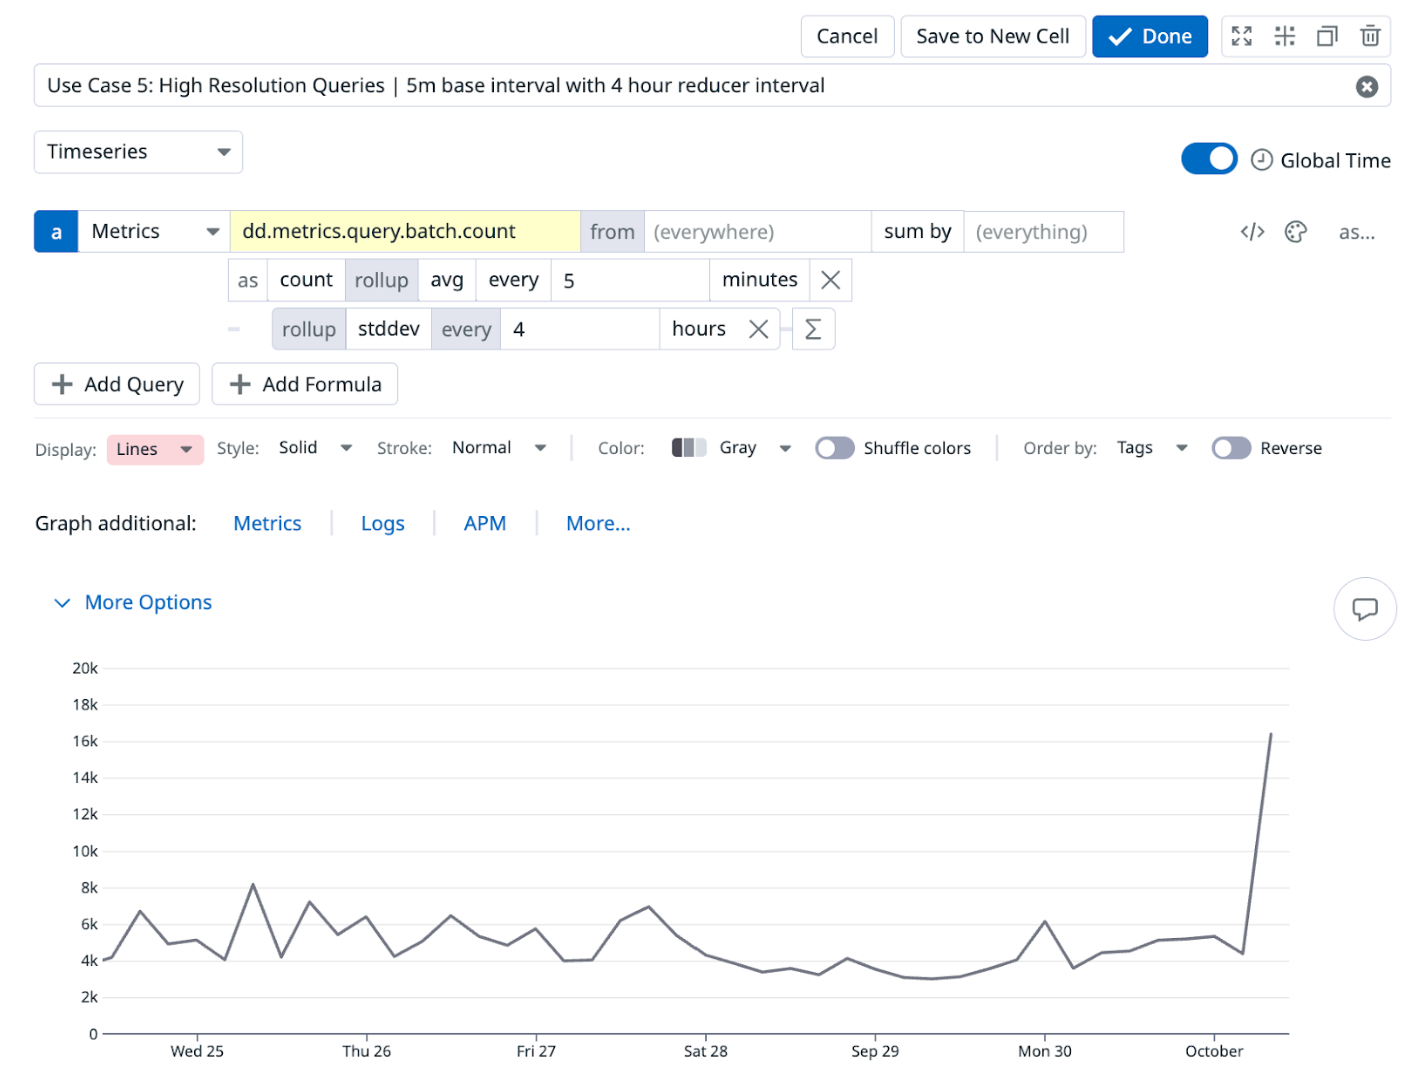 Cancel Save to New Cell Done
Use Case 5: High Resolution Queries | 5m base interval with 4 hour reducer interval
Timeseries Global Time
a Metrics dd.metrics.query.batch.count from (everywhere) sum by (everything) </> as...
as count rollup avg every 5 minutes
rollup stddev every 4 hours Σ
Add Query Add Formula
Display: Lines Style: Solid Stroke: Normal Color: Gray Shuffle colors Order by: Tags Reverse
Graph additional: Metrics Logs APM More...
More Options
20k
18k
16k
14k
12k
10k
8k
6k
4k
2k
0
Wed 25 Thu 26 Fri 27 Sat 28 Sep 29 Mon 30 October